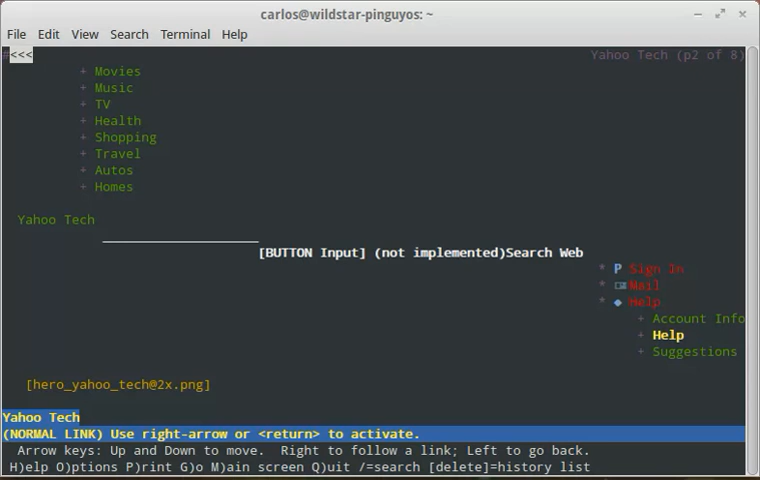 carlos@wildstar-pinguyos: ~
File Edit View Search Terminal Help
#<<< Yahoo Tech (p2 of 8)
+ Movies
+ Music
+ TV
+ Health
+ Shopping
+ Travel
+ Autos
+ Homes
Yahoo Tech
____________________[BUTTON Input] (not implemented)Search Web
* P Sign In
* Mail
* Help
+ Account Info
+ Help
+ Suggestions
[hero_yahoo_tech@2x.png]
Yahoo Tech
(NORMAL LINK) Use right-arrow or <return> to activate.
Arrow keys: Up and Down to move. Right to follow a link; Left to go back.
H)elp O)ptions P)rint G)o M)ain screen Q)uit /=search [delete]=history list